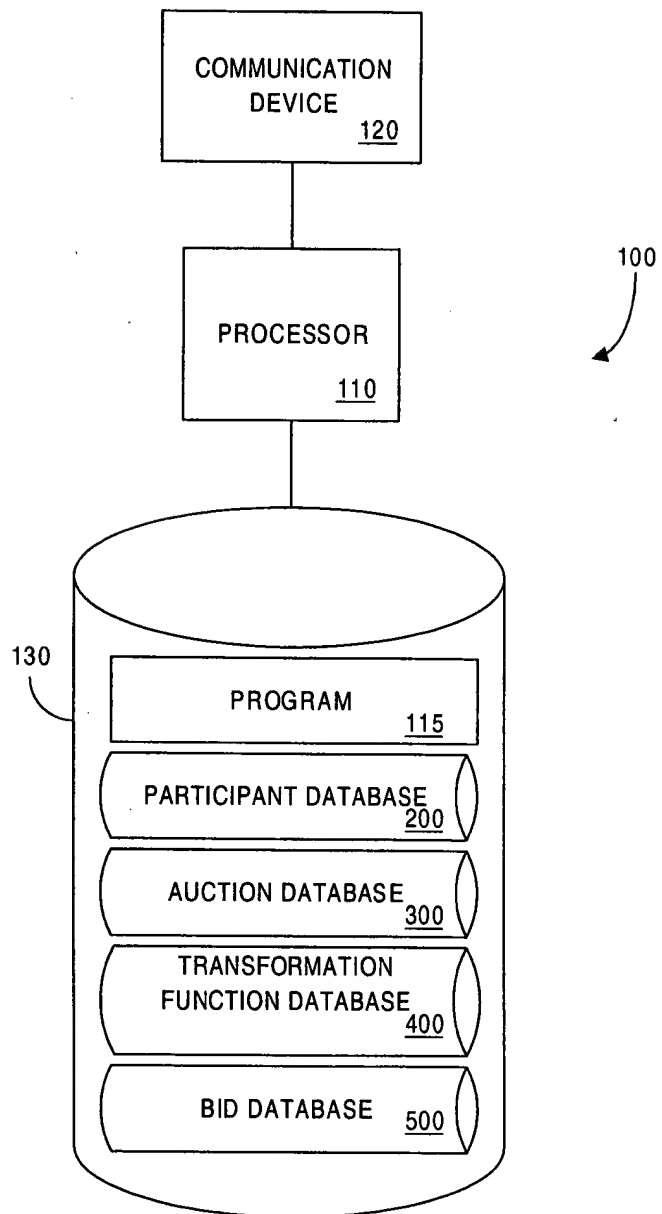 COMMUNICATION
DEVICE
120
100
PROCESSOR
110
130
PROGRAM
115
PARTICIPANT DATABASE
200
AUCTION DATABASE
300
TRANSFORMATION
FUNCTION DATABASE
400
BID DATABASE
500